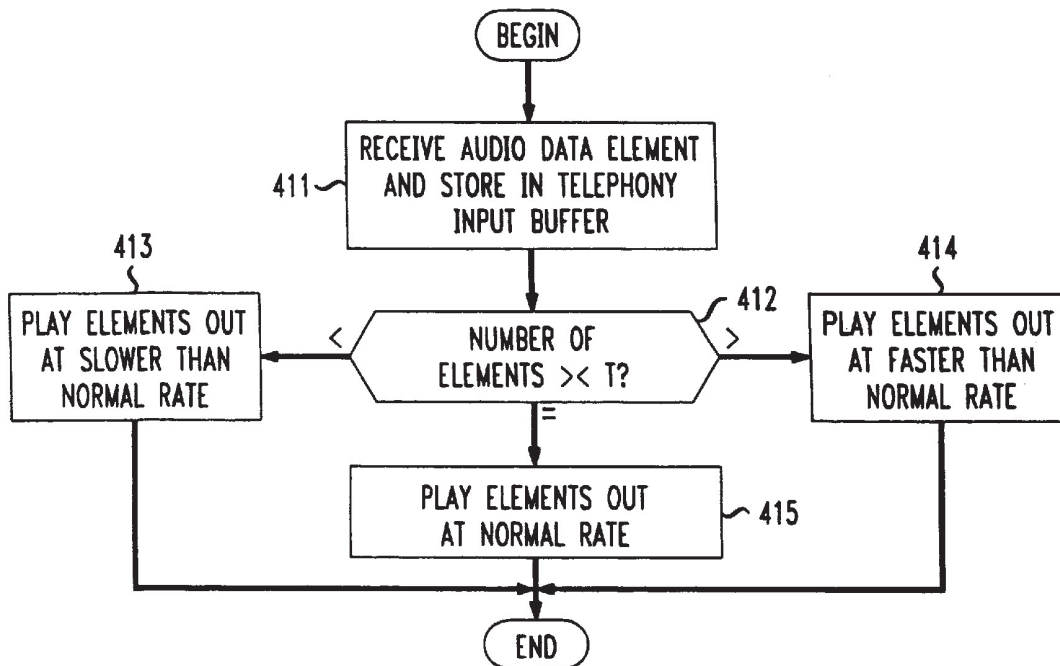 BEGIN
RECEIVE AUDIO DATA ELEMENT
AND STORE IN TELEPHONY
INPUT BUFFER
411
413
PLAY ELEMENTS OUT
AT SLOWER THAN
NORMAL RATE
<
NUMBER OF
ELEMENTS >< T?
412
>
=
414
PLAY ELEMENTS OUT
AT FASTER THAN
NORMAL RATE
PLAY ELEMENTS OUT
AT NORMAL RATE
415
END